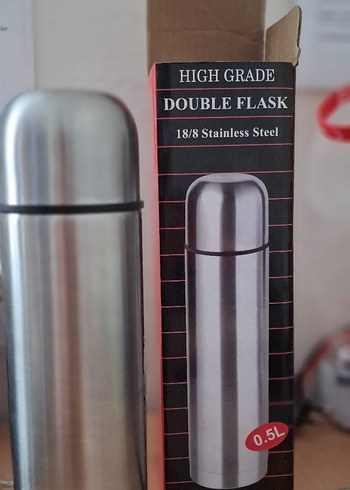 HIGH GRADE
DOUBLE FLASK
18/8 Stainless Steel
0.5L